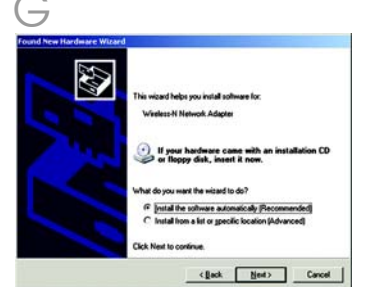 G
Found New Hardware Wizard
This wizard helps you install software for:
Wireless-N Network Adapter
If your hardware came with an installation CD
or floppy disk, insert it now.
What do you want the wizard to do?
Install the software automatically (Recommended)
Install from a list or specific location (Advanced)
Click Next to continue.
< Back
Next >
Cancel